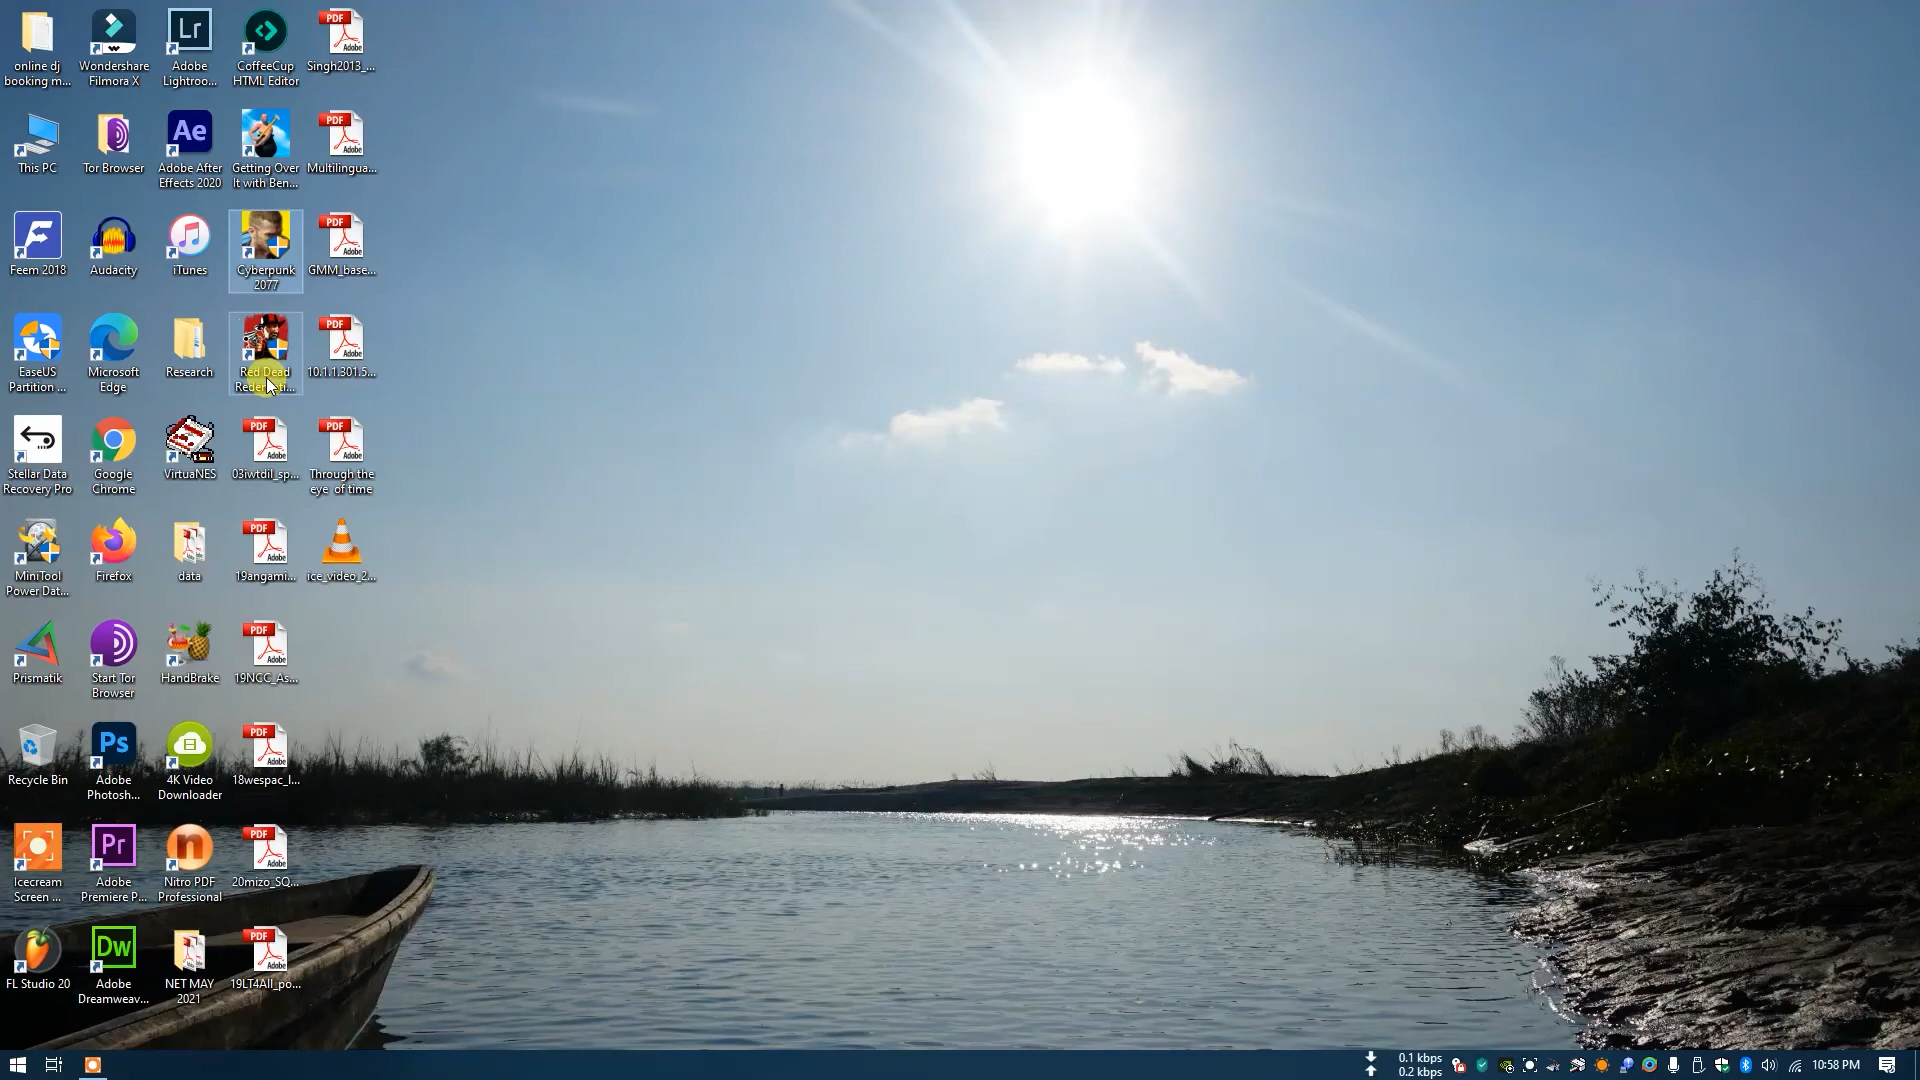 online dj
booking m...
Wondershare
Filmora X
Lr
Adobe
Lightroo...
CoffeeCup
HTML Editor
PDF
Adobe
Singh2013_...
This PC
Tor Browser
Ae
Adobe After
Effects 2020
Getting Over
It with Ben...
PDF
Adobe
Multilingua...
Feem 2018
Audacity
iTunes
Cyberpunk
2077
PDF
Adobe
GMM_base...
EaseUS
Partition ...
Microsoft
Edge
Research
Red Dead
Redempti...
PDF
Adobe
10.1.1.301.5...
Stellar Data
Recovery Pro
Google
Chrome
VirtuaNES
PDF
Adobe
03iwtdil_sp...
PDF
Adobe
Through the
eye of time
MiniTool
Power Dat...
Firefox
data
PDF
Adobe
19angami...
ice_video_2...
Prismatik
Start Tor
Browser
HandBrake
PDF
Adobe
19NCC_As...
Recycle Bin
Ps
Adobe
Photosh...
4K Video
Downloader
PDF
Adobe
18wespac_I...
Icecream
Screen ...
Pr
Adobe
Premiere P...
n
Nitro PDF
Professional
PDF
Adobe
20mizo_SQ...
FL Studio 20
Dw
Adobe
Dreamweav...
NET MAY
2021
PDF
Adobe
19LT4All_po...
0.1 kbps
0.2 kbps
10:58 PM